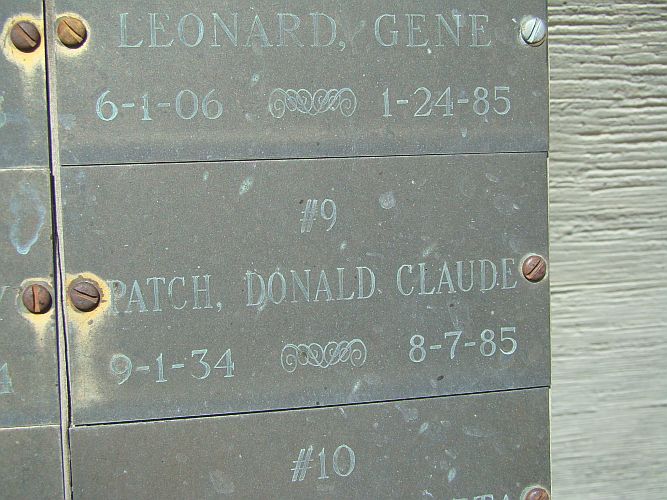 LEONARD, GENE
6-1-06 1-24-85
#9
PATCH, DONALD CLAUDE
9-1-34 8-7-85
#10